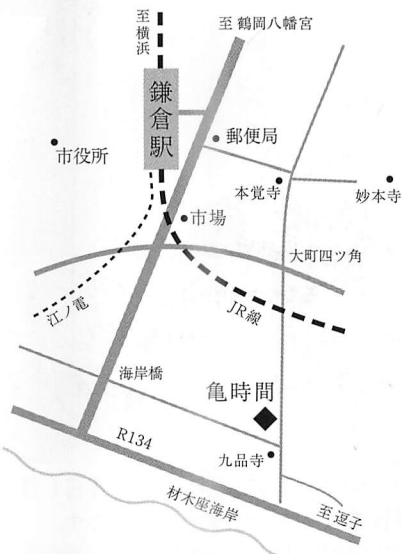 至横浜
至 鶴岡八幡宮
鎌倉駅
郵便局
市役所
本覚寺
妙本寺
市場
大町四ツ角
江ノ電
JR線
海岸橋
亀時間
R134
九品寺
材木座海岸
至 逗子